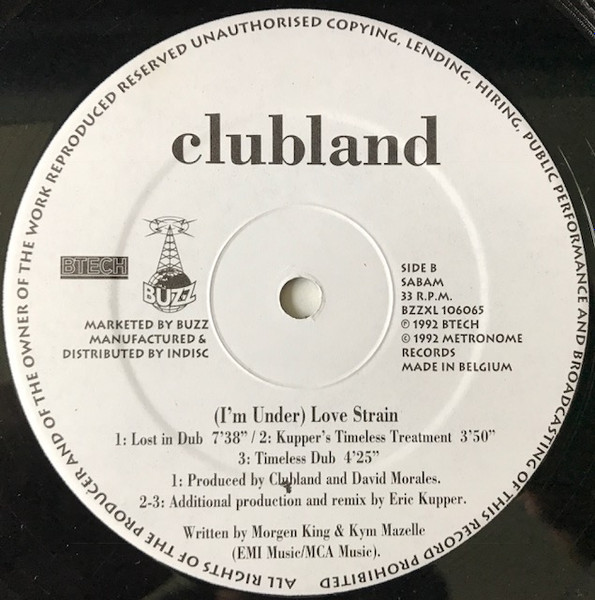 ALL RIGHTS OF THE PRODUCER AND OF THE OWNER OF THE WORK REPRODUCED RESERVED UNAUTHORISED COPYING, LENDING, HIRING, PUBLIC PERFORMANCE AND BROADCASTING OF THIS RECORD PROHIBITED
clubland
BTECH
BUZZ
MARKETED BY BUZZ
MANUFACTURED &
DISTRIBUTED BY INDISC
SIDE B
SABAM
33 R.P.M.
BZZXL 106065
℗ 1992 BTECH
© 1992 METRONOME
RECORDS
MADE IN BELGIUM
(I'm Under) Love Strain
1: Lost in Dub 7'38” / 2: Kupper's Timeless Treatment 3'50”
3: Timeless Dub 4'25”
1: Produced by Clubland and David Morales.
2-3: Additional production and remix by Eric Kupper.
Written by Morgen King & Kym Mazelle
(EMI Music/MCA Music).